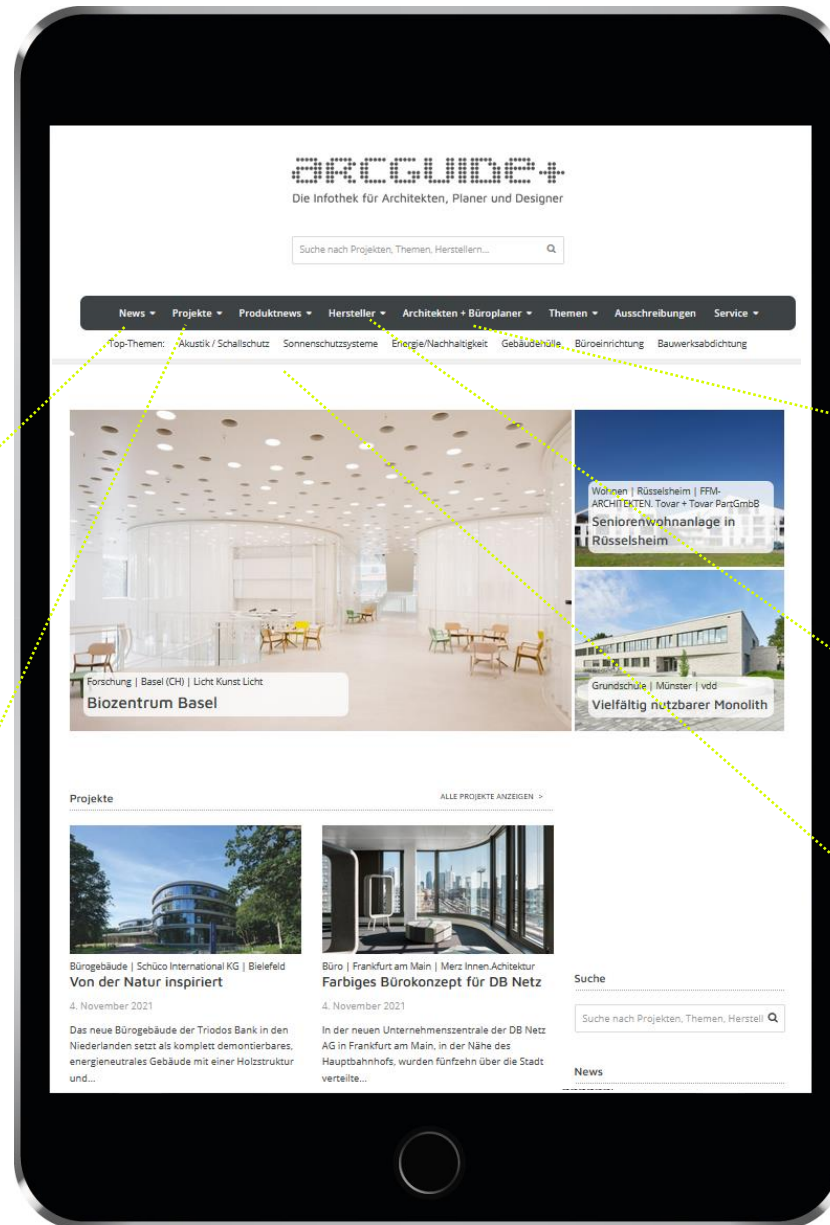 arcguide+
Die Infothek für Architekten, Planer und Designer
Suche nach Projekten, Themen, Herstellern...
News Projekte Produktnews Hersteller Architekten + Büroplaner Themen Ausschreibungen Service
Top-Themen: Akustik / Schallschutz Sonnenschutzsysteme Energie/Nachhaltigkeit Gebäudehülle Büroeinrichtung Bauwerksabdichtung
Wohnen | Rüsselsheim | FFM-
ARCHITEKTEN. Tovar + Tovar PartGmbB
Seniorenwohnanlage in
Rüsselsheim
Forschung | Basel (CH) | Licht Kunst Licht
Biozentrum Basel
Grundschule | Münster | vdd
Vielfältig nutzbarer Monolith
Projekte
ALLE PROJEKTE ANZEIGEN >
Bürogebäude | Schüco International KG | Bielefeld
Von der Natur inspiriert
4. November 2021
Das neue Bürogebäude der Triodos Bank in den
Niederlanden setzt als komplett demontierbares,
energieneutrales Gebäude mit einer Holzstruktur
und...
Büro | Frankfurt am Main | Merz Innen.Achitektur
Farbiges Bürokonzept für DB Netz
4. November 2021
In der neuen Unternehmenszentrale der DB Netz
AG in Frankfurt am Main, in der Nähe des
Hauptbahnhofs, wurden fünfzehn über die Stadt
verteilte...
Suche
Suche nach Projekten, Themen, Herstell
News